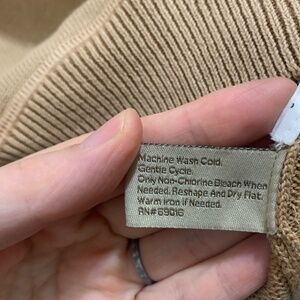 Machine Wash Cold.
Gentle Cycle.
Only Non-Chlorine Bleach When
Needed. Reshape And Dry Flat.
Warm Iron if Needed.
RN# 69016